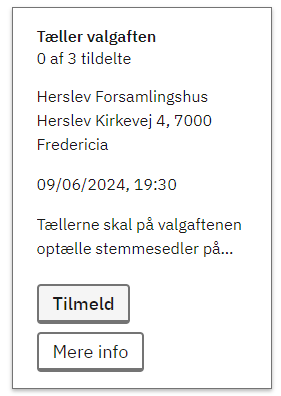 Tæller valgaften
0 af 3 tildelte
Herslev Forsamlingshus
Herslev Kirkevej 4, 7000
Fredericia
09/06/2024, 19:30
Tællerne skal på valgaftenen
optælle stemmesedler på...
Tilmeld
Mere info